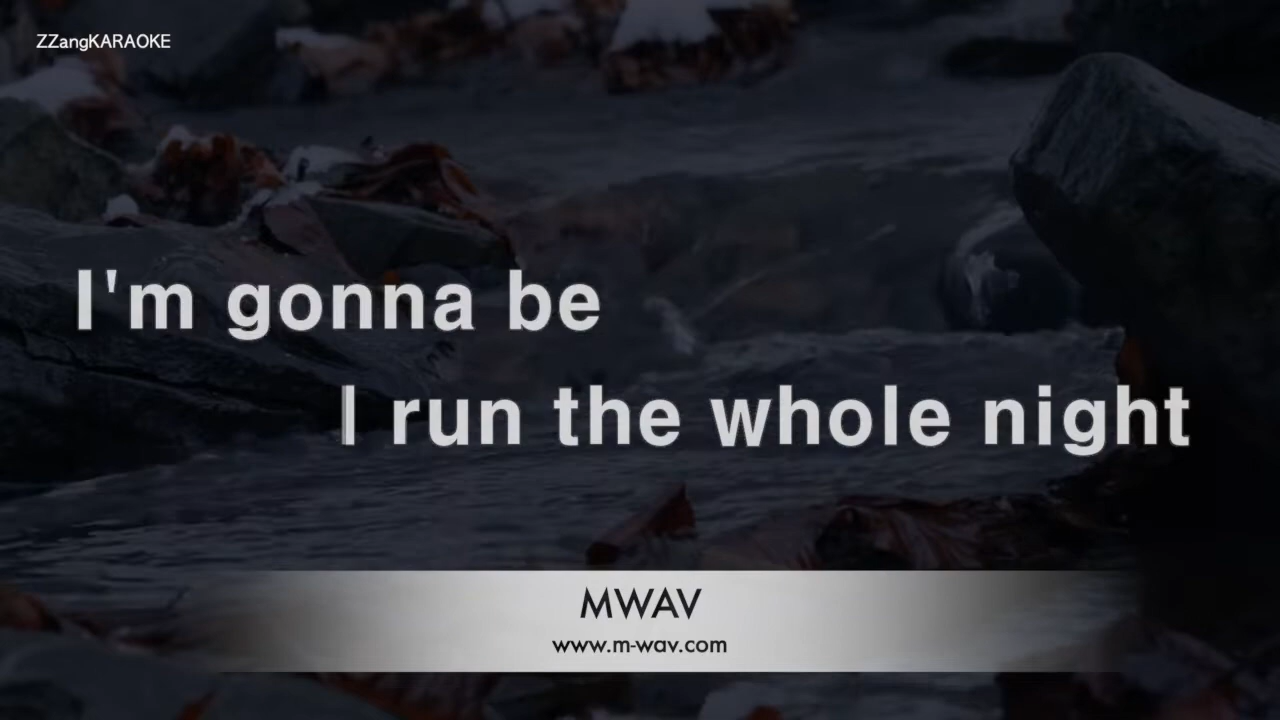 ZZangKARAOKE
I'm gonna be
I run the whole night
MWAV
www.m-wav.com